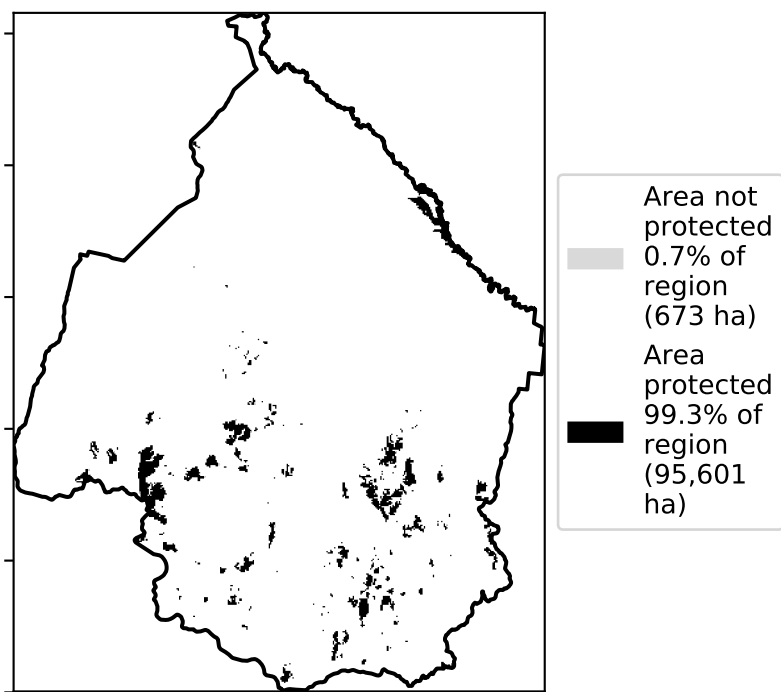 Area not
protected
0.7% of
region
(673 ha)
Area
protected
99.3% of
region
(95,601
ha)